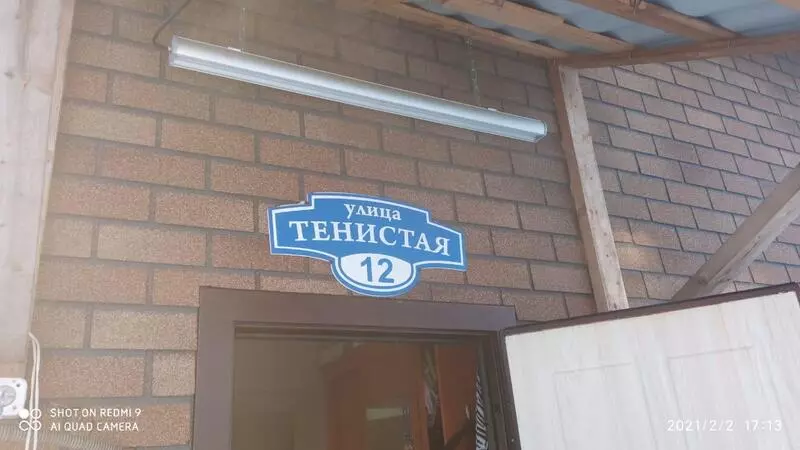 улица
ТЕНИСТАЯ
12
SHOT ON REDMI 9
AI QUAD CAMERA
2021/2/2 17:13